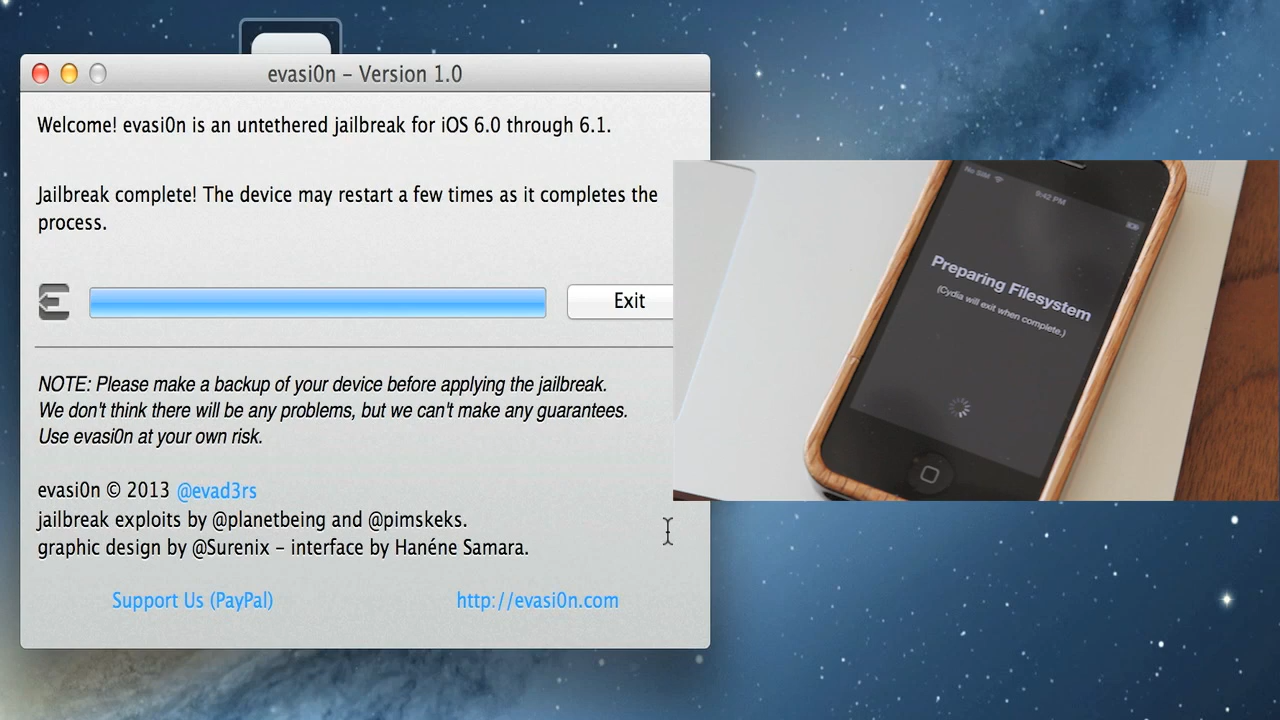 evasi0n – Version 1.0
Welcome! evasi0n is an untethered jailbreak for iOS 6.0 through 6.1.
Jailbreak complete! The device may restart a few times as it completes the
process.
Exit
NOTE: Please make a backup of your device before applying the jailbreak.
We don't think there will be any problems, but we can't make any guarantees.
Use evasi0n at your own risk.
evasi0n © 2013 @evad3rs
jailbreak exploits by @planetbeing and @pimskeks.
graphic design by @Surenix – interface by Hanéne Samara.
Support Us (PayPal)
http://evasi0n.com
No SIM
9:42 PM
Preparing Filesystem
(Cydia will exit when complete.)